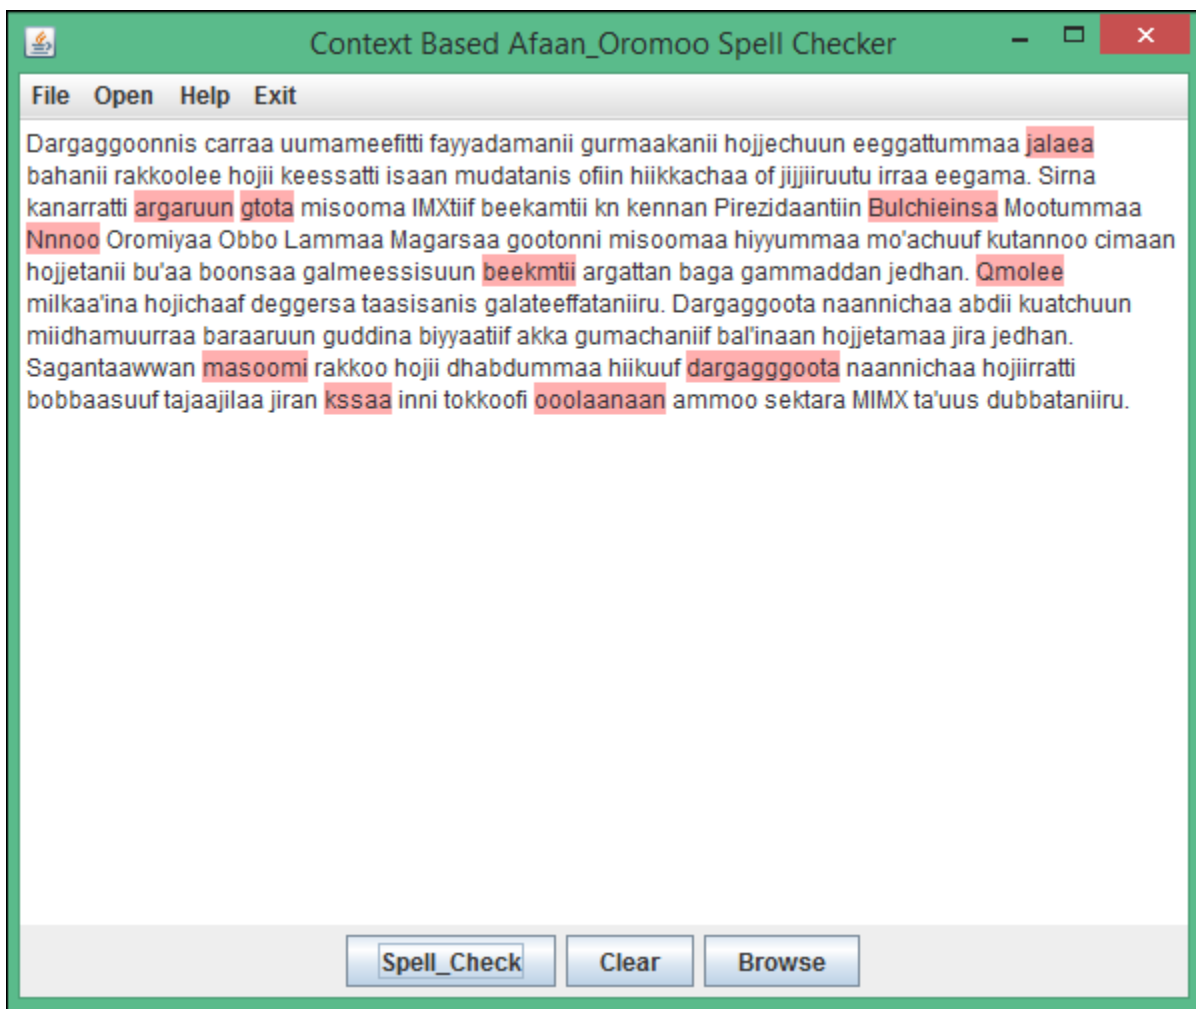 Context Based Afaan_Oromoo Spell Checker
File Open Help Exit
Dargaggoonnis carraa uumameefitti fayyadamanii gurmaakanii hojjechuun eeggattummaa jalaea
bahanii rakkoolee hojii keessatti isaan mudatanis ofiin hiikkachaa of jijjiiruutu irraa eegama. Sirna
kanarratti argaruun gtota misooma IMXtiif beekamtii kn kennan Pirezidaantiin Bulchieinsa Mootummaa
Nnnoo Oromiyaa Obbo Lammaa Magarsaa gootonni misoomaa hiyyummaa mo'achuuf kutannoo cimaan
hojjetanii bu'aa boonsaa galmeessisuun beekmtii argattan baga gammaddan jedhan. Qmolee
milkaa'ina hojichaaf deggersa taasisanis galateeffataniiru. Dargaggoota naannichaa abdii kuatchuun
miidhamuurraa baraaruun guddina biyyaatiif akka gumachaniif bal'inaan hojjetamaa jira jedhan.
Sagantaawwan masoomi rakkoo hojii dhabdummaa hiikuuf dargagggoota naannichaa hojiirratti
bobbaasuuf tajaajilaa jiran kssaa inni tokkoofi ooolaanaan ammoo sektara MIMX ta'uus dubbataniiru.
Spell_Check Clear Browse